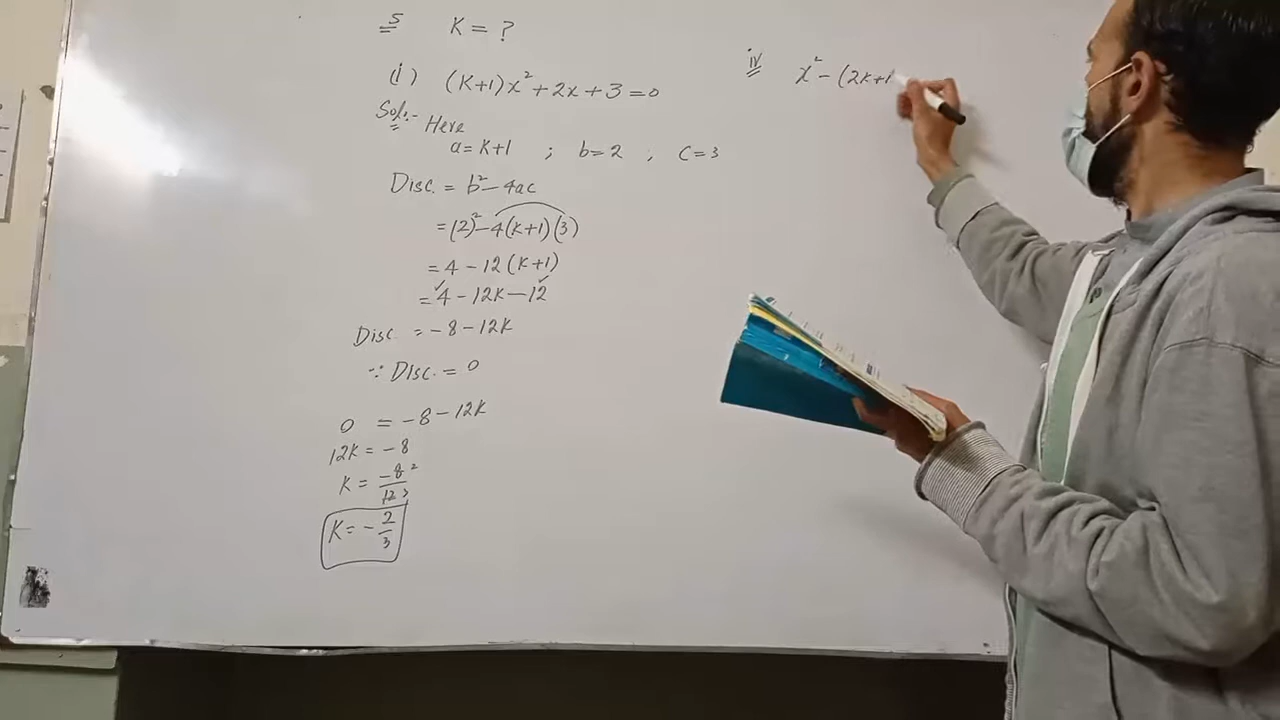 5 K = ?
(i) (K+1)x² + 2x + 3 = 0
Sol:-
Here
a = K+1 ; b = 2 , c = 3
Disc. = b² - 4ac
= (2)² - 4(K+1)(3)
= 4 - 12(K+1)
= 4 - 12K - 12
Disc. = -8 - 12K
∵ Disc. = 0
0 = -8 - 12K
12K = -8
K = -8 2 / 12 3
K = - 2/3
iv x² - (2K+1